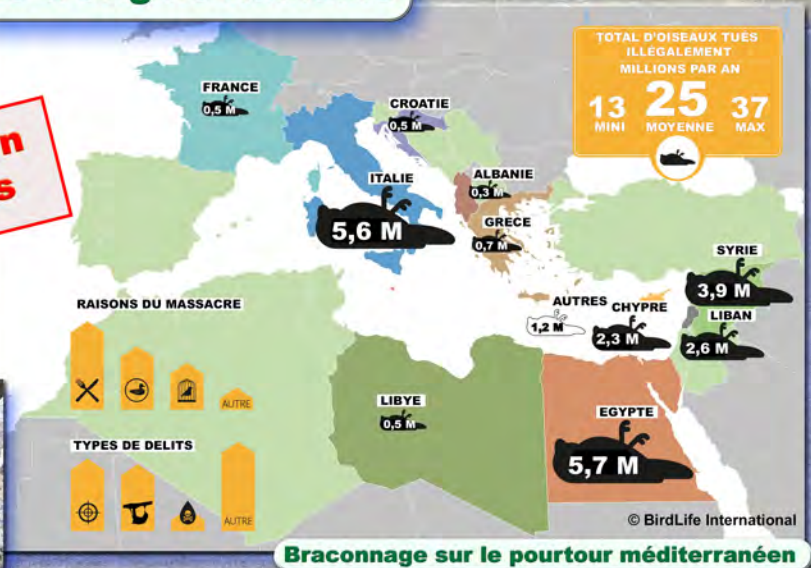 TOTAL D'OISEAUX TUÉS
ILLÉGALEMENT
MILLIONS PAR AN
13 25 37
MINI MOYENNE MAX
FRANCE
0,5 M
CROATIE
0,5 M
ITALIE
5,6 M
ALBANIE
0,3 M
GRECE
0,7 M
SYRIE
3,9 M
AUTRES
1,2 M
CHYPRE
2,3 M
LIBAN
2,6 M
RAISONS DU MASSACRE
AUTRE
LIBYE
0,5 M
EGYPTE
5,7 M
TYPES DE DELITS
AUTRE
© BirdLife International
Braconnage sur le pourtour méditerranéen